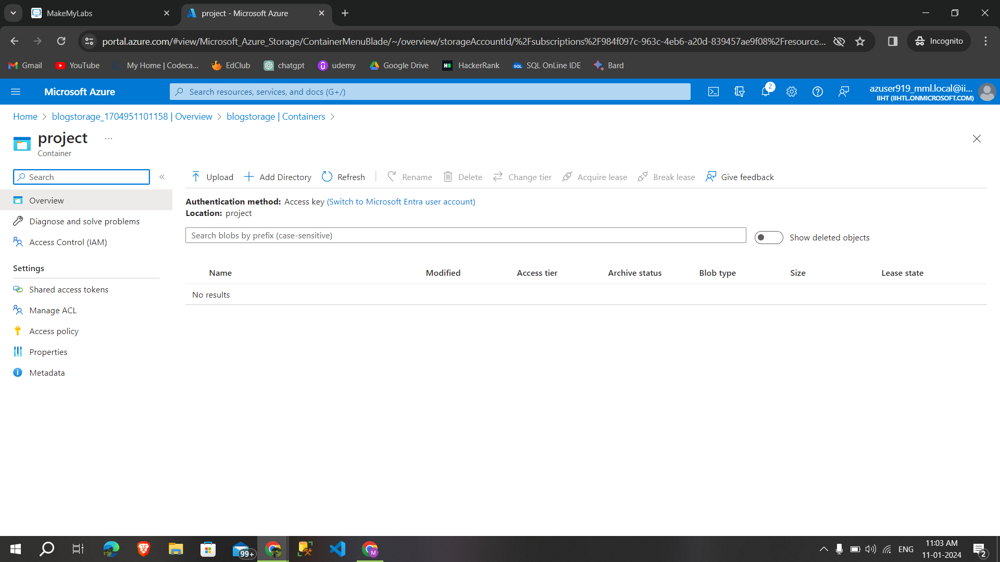 MakeMyLabs
project - Microsoft Azure
portal.azure.com/#view/Microsoft_Azure_Storage/ContainerMenuBlade/~/overview/storageAccountId/%2Fsubscriptions%2F984f097c-963c-4eb6-a20d-839457ae9f08%2Fresource...
Incognito
Gmail
YouTube
My Home | Codeca...
EdClub
chatgpt
udemy
Google Drive
HackerRank
SQL OnLine IDE
Bard
Microsoft Azure
Search resources, services, and docs (G+/)
2
azuser919_mml.local@ii...
IIHT (IIHTL.ONMICROSOFT.COM)
Home
blogstorage_1704951101158 | Overview
blogstorage | Containers
project
...
Container
Search
Upload
Add Directory
Refresh
Rename
Delete
Change tier
Acquire lease
Break lease
Give feedback
Overview
Diagnose and solve problems
Access Control (IAM)
Settings
Shared access tokens
Manage ACL
Access policy
Properties
Metadata
Authentication method: Access key (Switch to Microsoft Entra user account)
Location: project
Search blobs by prefix (case-sensitive)
Show deleted objects
Name
Modified
Access tier
Archive status
Blob type
Size
Lease state
No results
99+
M
ENG
11:03 AM
11-01-2024
2